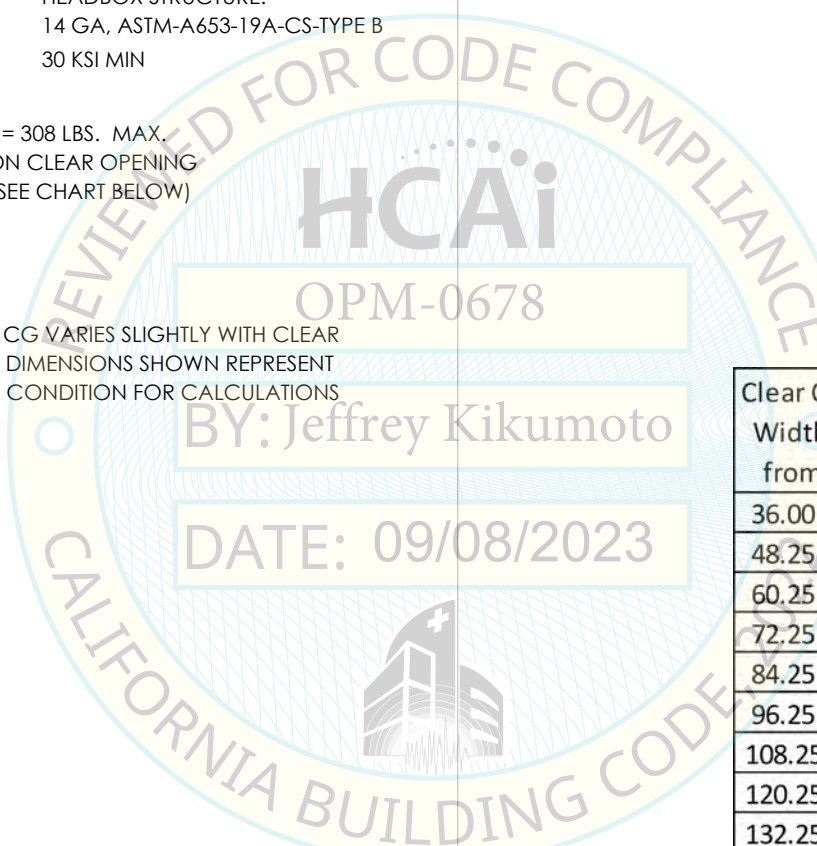 HEADBOX STRUCTURE:
14 GA, ASTM-A653-19A-CS-TYPE B
30 KSI MIN
= 308 LBS. MAX.
ON CLEAR OPENING
SEE CHART BELOW)
CG VARIES SLIGHTLY WITH CLEAR
DIMENSIONS SHOWN REPRESENT
CONDITION FOR CALCULATIONS
REVIEWED FOR CODE COMPLIANCE
HCAi
OPM-0678
BY: Jeffrey Kikumoto
DATE: 09/08/2023
CALIFORNIA BUILDING CODE, 2022
Clear
Width
from
36.00
48.25
60.25
72.25
84.25
96.25
108.25
120.25
132.25